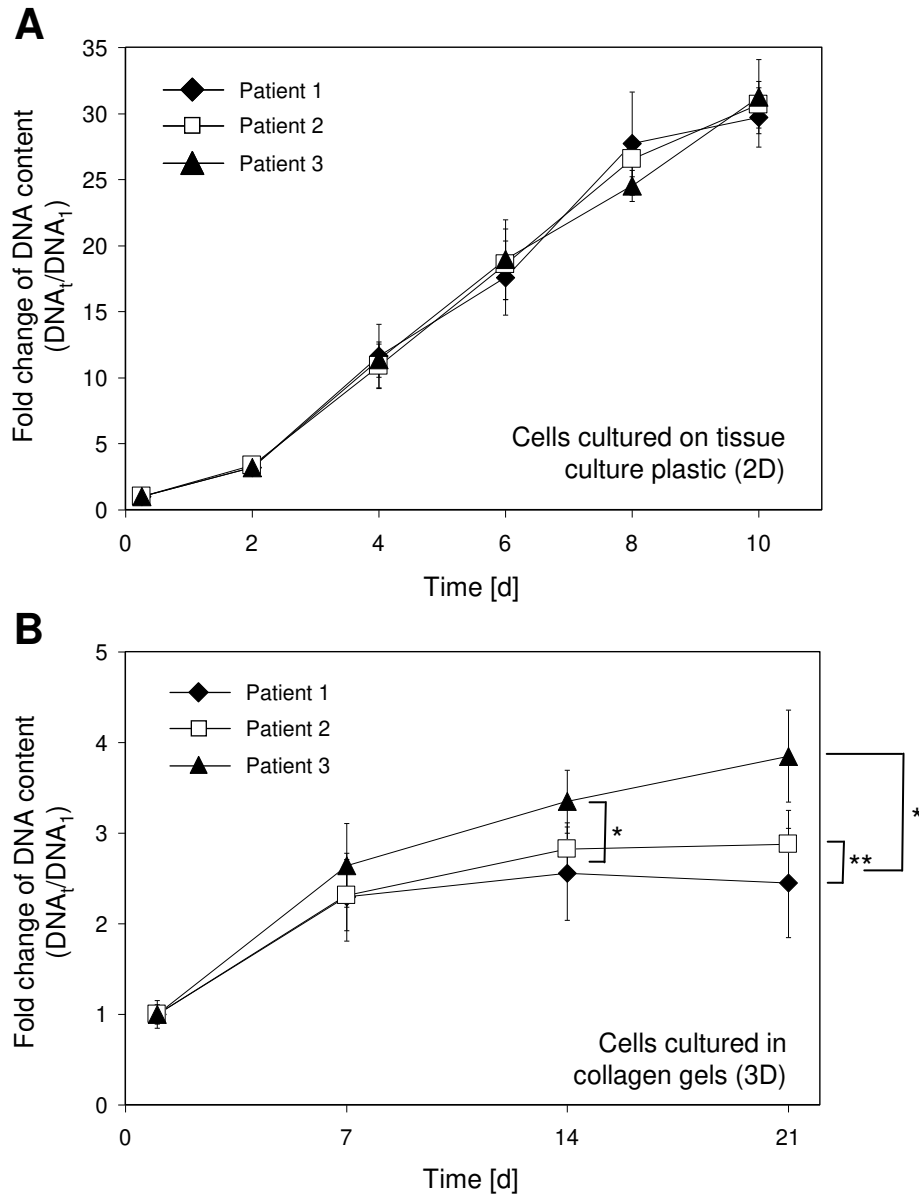 A
35
30
25
20
15
10
5
0
Fold change of DNA content
(DNAt/DNA1)
Patient 1
Patient 2
Patient 3
Cells cultured on tissue
culture plastic (2D)
0 2 4 6 8 10
Time [d]
B
5
4
3
2
1
0
Fold change of DNA content
(DNAt/DNA1)
Patient 1
Patient 2
Patient 3
*
*
**
Cells cultured in
collagen gels (3D)
0 7 14 21
Time [d]